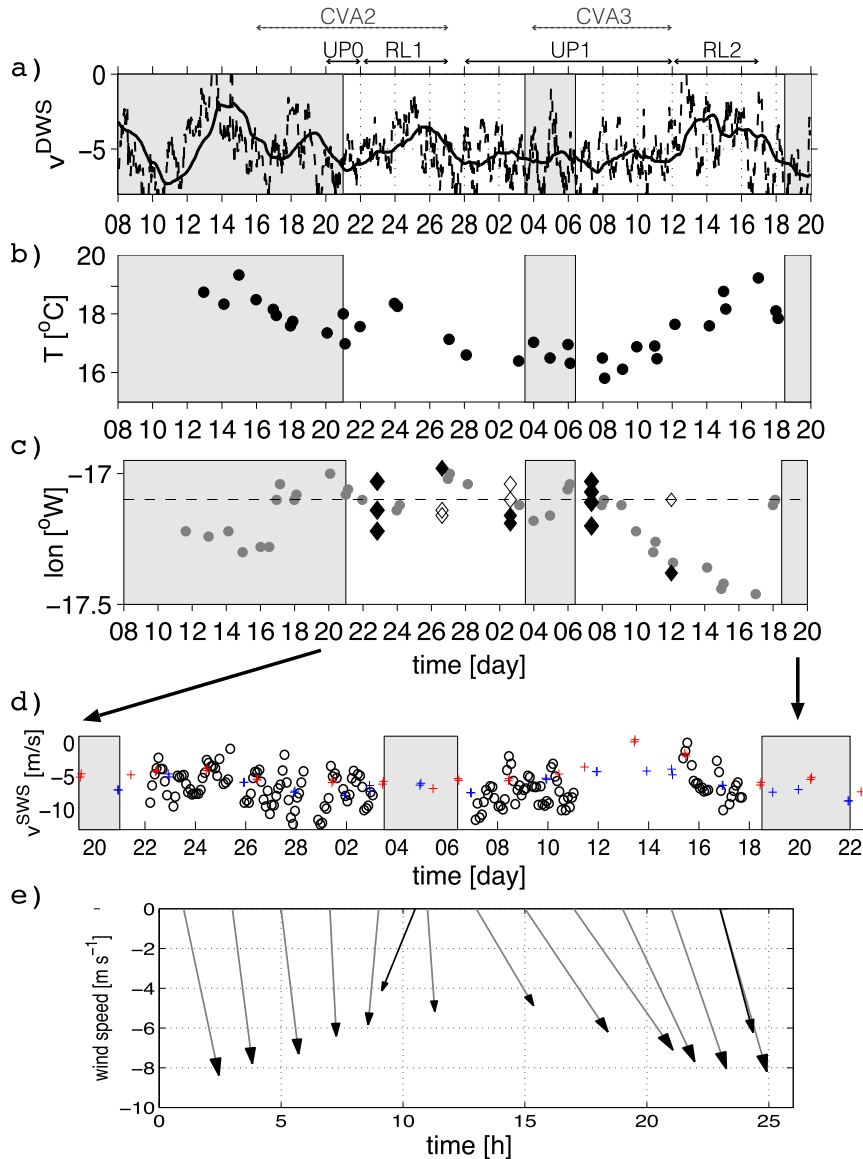 CVA2 CVA3
UP0 RL1 UP1 RL2
a)
0
−5
v^DWS
08 10 12 14 16 18 20 22 24 26 28 02 04 06 08 10 12 14 16 18 20
b)
20
18
16
T [°C]
08 10 12 14 16 18 20 22 24 26 28 02 04 06 08 10 12 14 16 18 20
c)
−17
−17.5
lon [°W]
08 10 12 14 16 18 20 22 24 26 28 02 04 06 08 10 12 14 16 18 20
time [day]
d)
0
−5
−10
v^SWS [m/s]
20 22 24 26 28 02 04 06 08 10 12 14 16 18 20 22
time [day]
e)
0
−2
−4
−6
−8
−10
wind speed [m s⁻¹]
0 5 10 15 20 25
time [h]